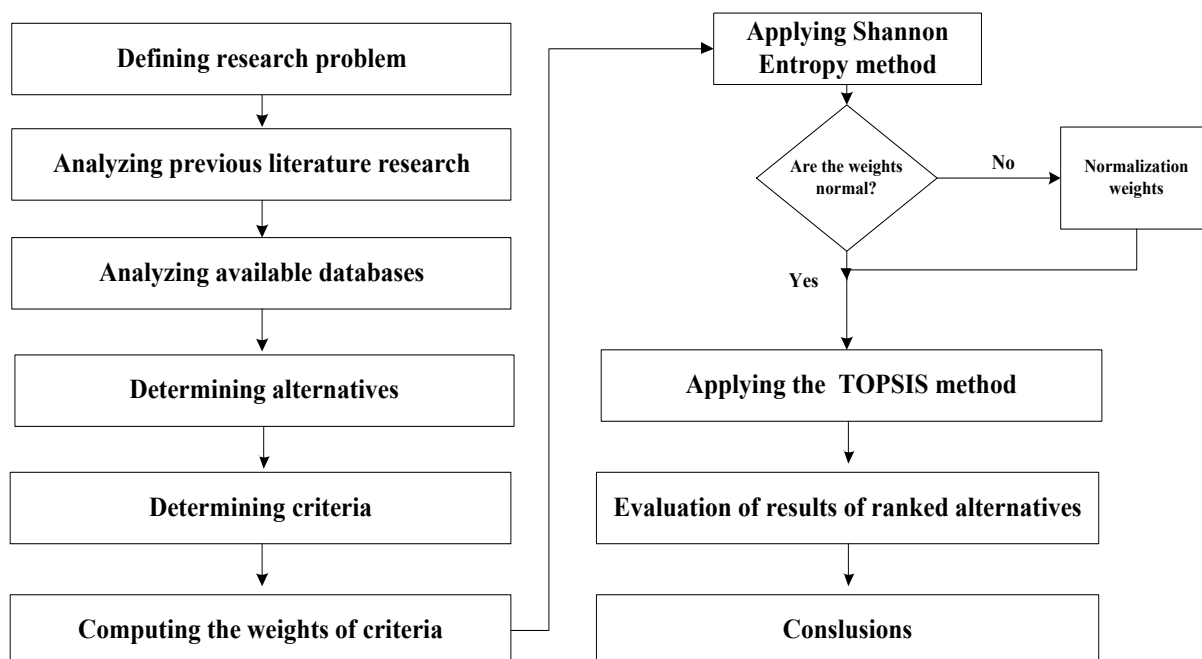 Defining research problem
Analyzing previous literature research
Analyzing available databases
Determining alternatives
Determining criteria
Computing the weights of criteria
Applying Shannon
Entropy method
Are the weights
normal?
No
Normalization
weights
Yes
Applying the TOPSIS method
Evaluation of results of ranked alternatives
Conslusions